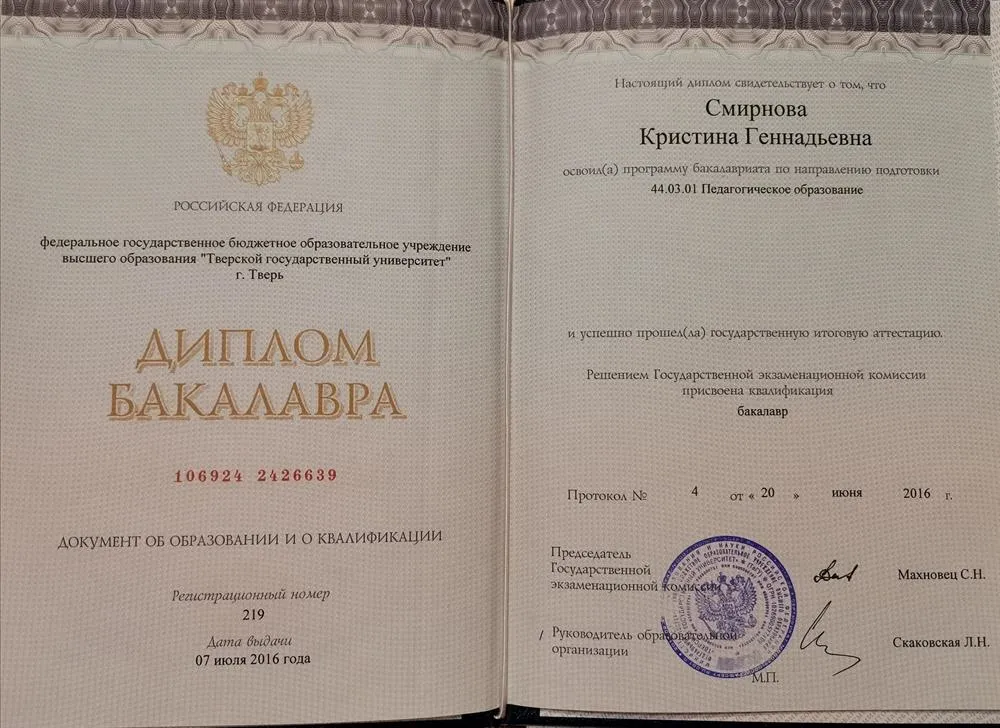 РОССИЙСКАЯ ФЕДЕРАЦИЯ
федеральное государственное бюджетное образовательное учреждение
высшего образования "Тверской государственный университет"
г. Тверь
ДИПЛОМ
БАКАЛАВРА
106924 2426639
ДОКУМЕНТ ОБ ОБРАЗОВАНИИ И О КВАЛИФИКАЦИИ
Регистрационный номер
219
Дата выдачи
07 июля 2016 года
Настоящий диплом свидетельствует о том, что
Смирнова
Кристина Геннадьевна
освоил(а) программу бакалавриата по направлению подготовки
44.03.01 Педагогическое образование
и успешно прошел(ла) государственную итоговую аттестацию.
Решением Государственной экзаменационной комиссии
присвоена квалификация
бакалавр
Протокол № 4 от « 20 » июня 2016 г.
Председатель
Государственной
экзаменационной комиссии
Махновец С.Н.
/ Руководитель образовательной
организации
Скаковская Л.Н.
М.П.